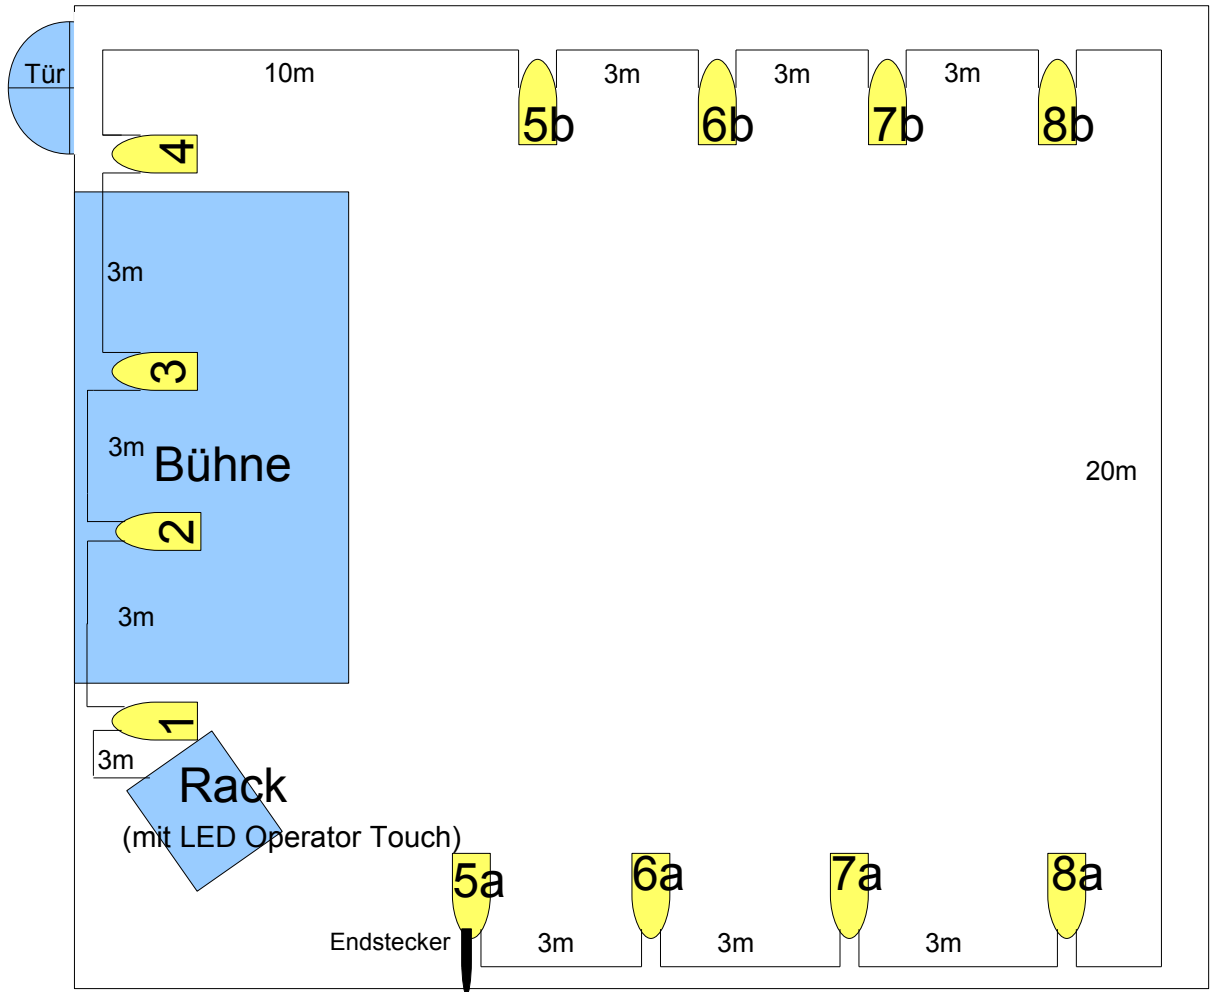 Tür
10m
3m
3m
3m
5b
6b
7b
8b
4
3m
3
3m
Bühne
20m
2
3m
1
3m
Rack
(mit LED Operator Touch)
5a
6a
7a
8a
Endstecker
3m
3m
3m